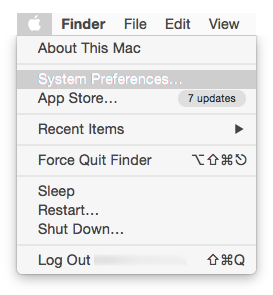 Finder File Edit View
About This Mac
System Preferences...
App Store... 7 updates
Recent Items ▶
Force Quit Finder ⌥⇧⌘⎋
Sleep
Restart...
Shut Down...
Log Out ⇧⌘Q